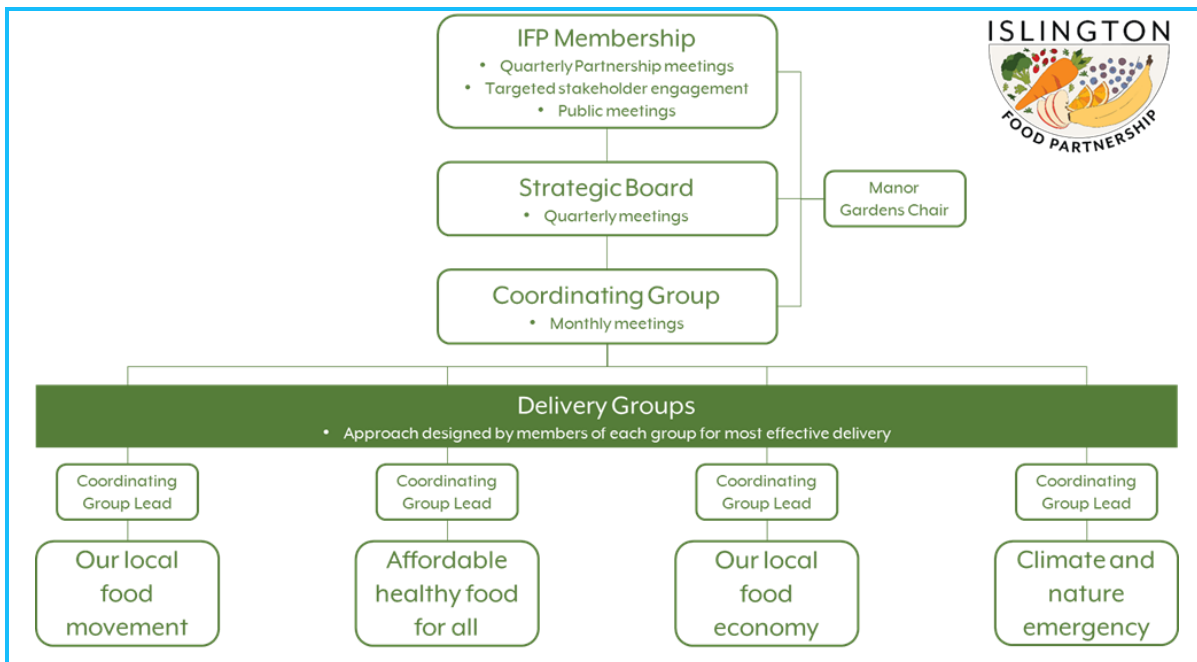 ISLINGTON
FOOD PARTNERSHIP
IFP Membership
• Quarterly Partnership meetings
• Targeted stakeholder engagement
• Public meetings
Strategic Board
• Quarterly meetings
Manor
Gardens Chair
Coordinating Group
• Monthly meetings
Delivery Groups
• Approach designed by members of each group for most effective delivery
Coordinating
Group Lead
Coordinating
Group Lead
Coordinating
Group Lead
Coordinating
Group Lead
Our local
food
movement
Affordable
healthy food
for all
Our local
food
economy
Climate and
nature
emergency